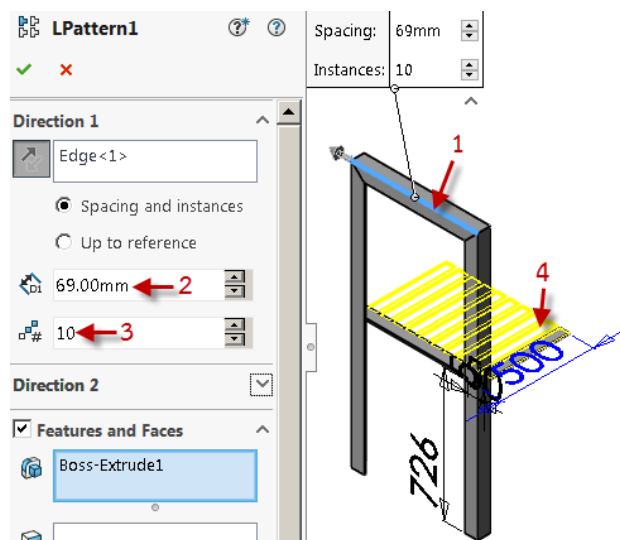 LPattern1
Direction 1
Edge<1>
Spacing and instances
Up to reference
D1 69.00mm 2
# 10 3
Direction 2
Features and Faces
Boss-Extrude1
Spacing: 69mm
Instances: 10
1
4
500
726